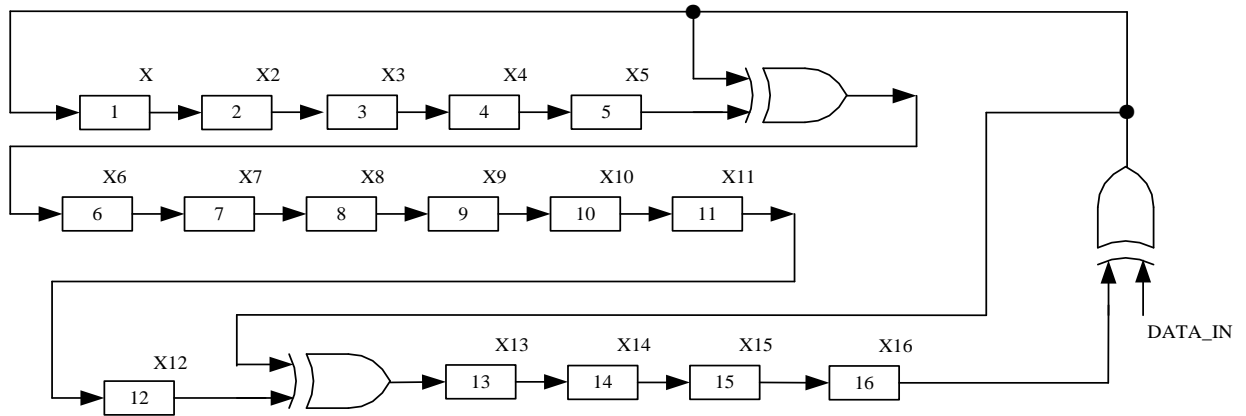 X X2 X3 X4 X5
1 2 3 4 5
X6 X7 X8 X9 X10 X11
6 7 8 9 10 11
DATA_IN
X12 X13 X14 X15 X16
12 13 14 15 16